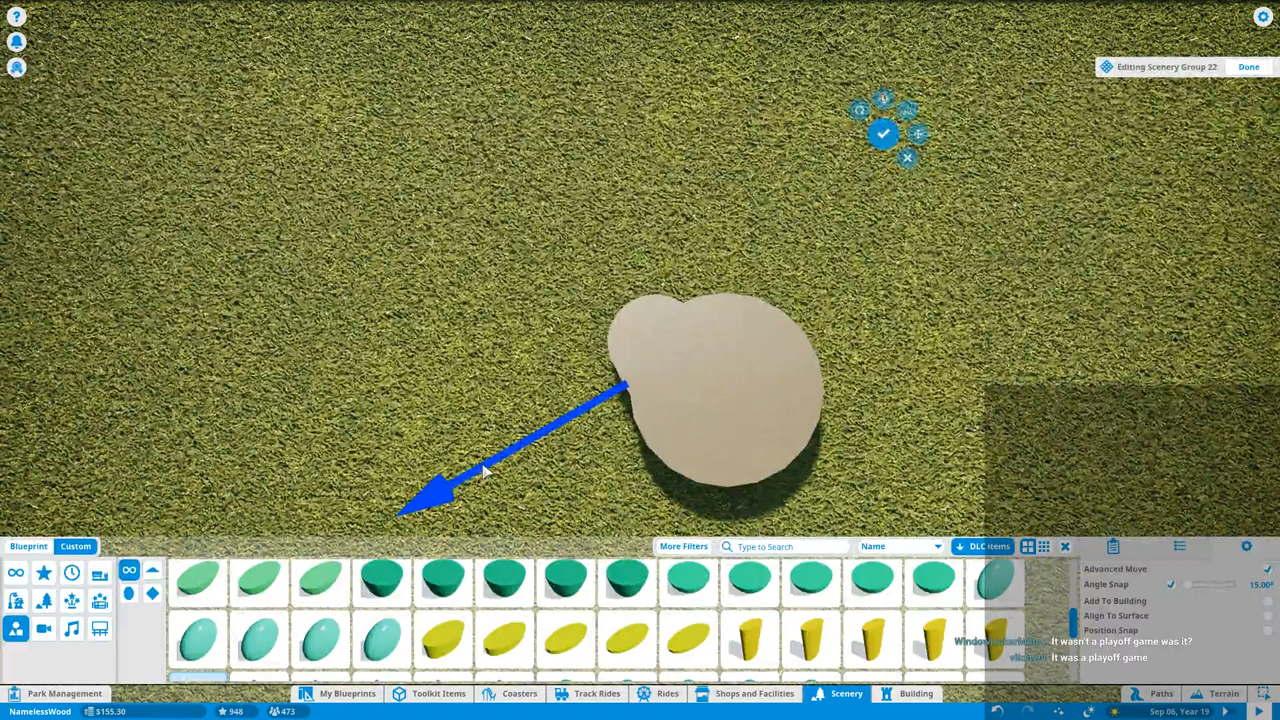 ?
Editing Scenery Group 22 Done
Blueprint Custom More Filters Type to Search Name DLC Items
Advanced Move
Angle Snap 15.00°
Add To Building
Align To Surface
Position Snap
It wasn't a playoff game was it?
It was a playoff game
Park Management My Blueprints Toolkit Items Coasters Track Rides Rides Shops and Facilities Scenery Building Paths Terrain
NamelessWood $155.30 948 473 Sep 06, Year 19